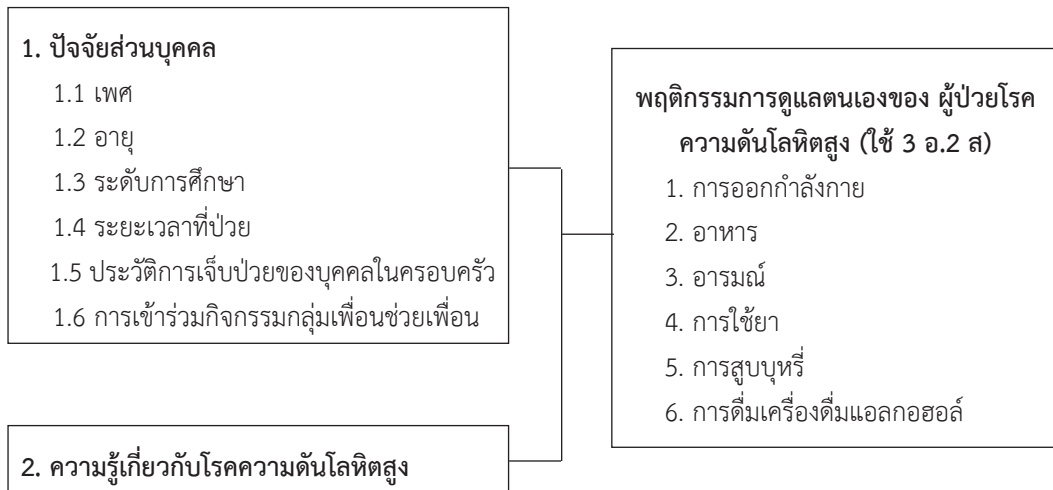 1. ปัจจัยส่วนบุคคล
1.1 เพศ
1.2 อายุ
1.3 ระดับการศึกษา
1.4 ระยะเวลาที่ป่วย
1.5 ประวัติการเจ็บป่วยของบุคคลในครอบครัว
1.6 การเข้าร่วมกิจกรรมกลุ่มเพื่อนช่วยเพื่อน
2. ความรู้เกี่ยวกับโรคความดันโลหิตสูง
พฤติกรรมการดูแลตนเองของ ผู้ป่วยโรค
ความดันโลหิตสูง (ใช้ 3 อ.2 ส)
1. การออกกำลังกาย
2. อาหาร
3. อารมณ์
4. การใช้ยา
5. การสูบบุหรี่
6. การดื่มเครื่องดื่มแอลกอฮอล์